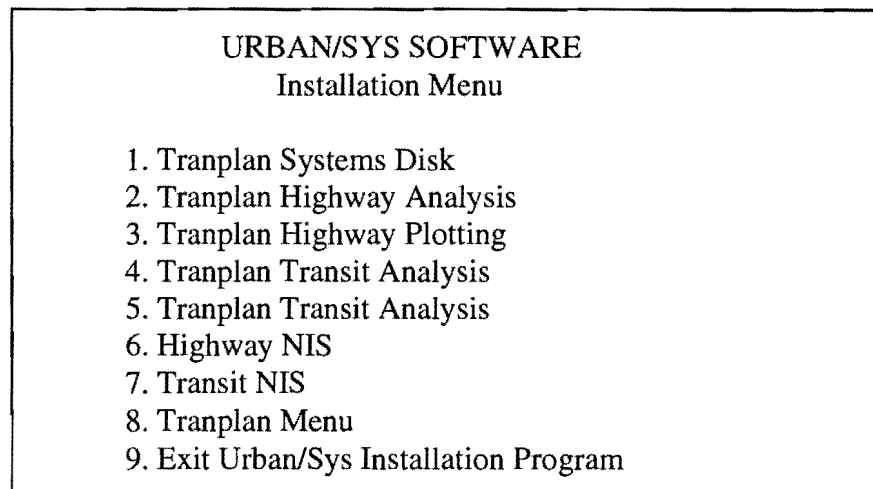 URBAN/SYS SOFTWARE
Installation Menu
1. Tranplan Systems Disk
2. Tranplan Highway Analysis
3. Tranplan Highway Plotting
4. Tranplan Transit Analysis
5. Tranplan Transit Analysis
6. Highway NIS
7. Transit NIS
8. Tranplan Menu
9. Exit Urban/Sys Installation Program